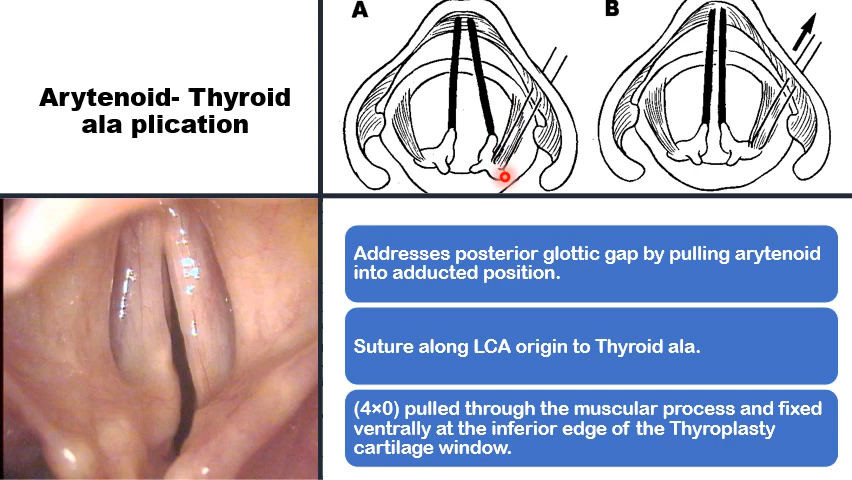 Arytenoid- Thyroid
ala plication
A
B
Addresses posterior glottic gap by pulling arytenoid
into adducted position.
Suture along LCA origin to Thyroid ala.
(4×0) pulled through the muscular process and fixed
ventrally at the inferior edge of the Thyroplasty
cartilage window.